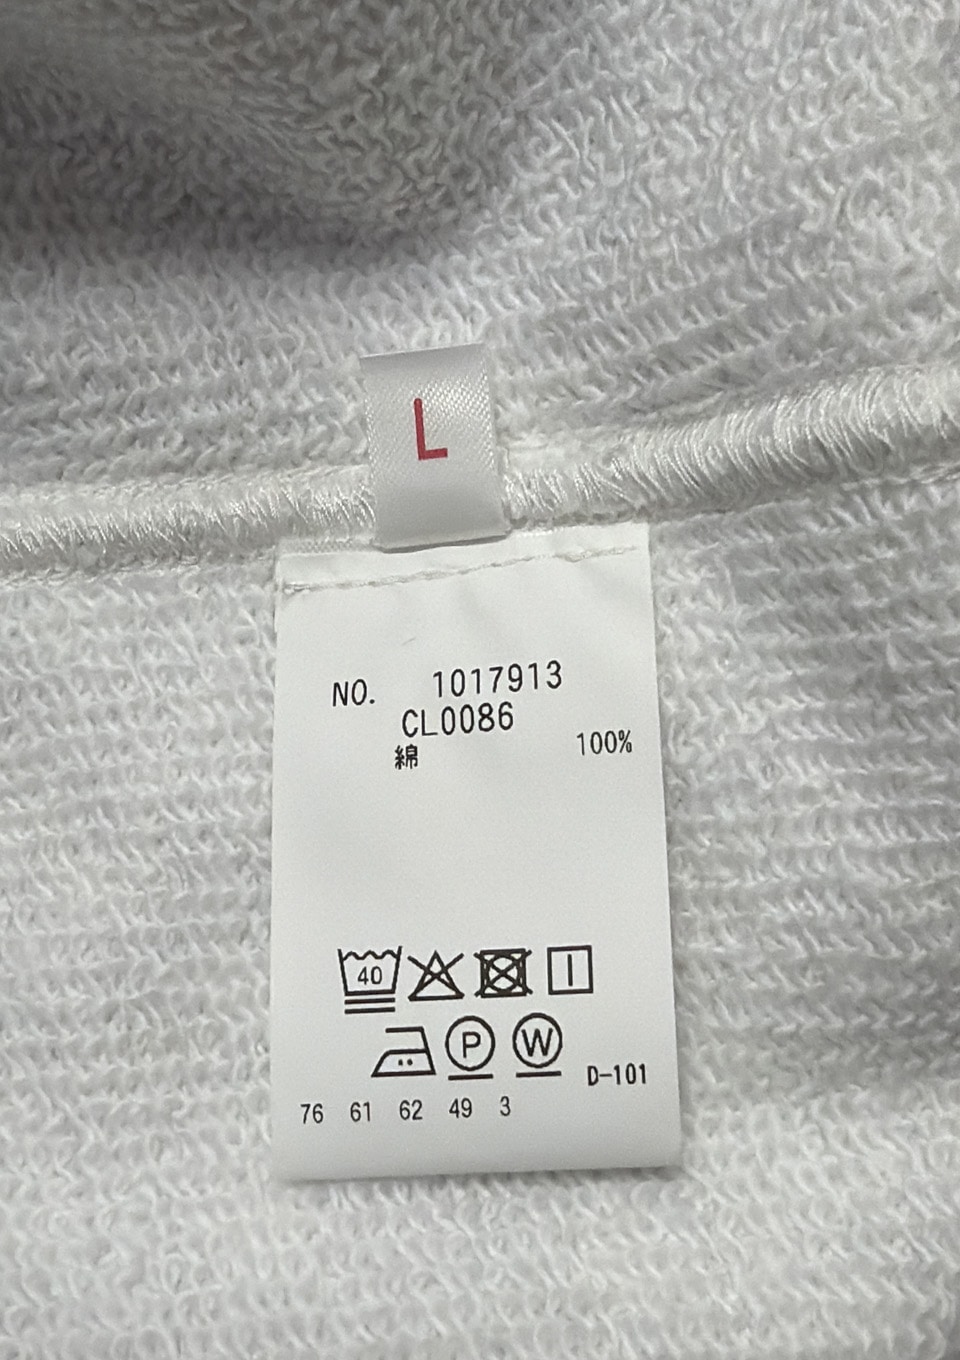 L
NO. 1017913
CL0086
綿 100%
40
P W D-101
76 61 62 49 3